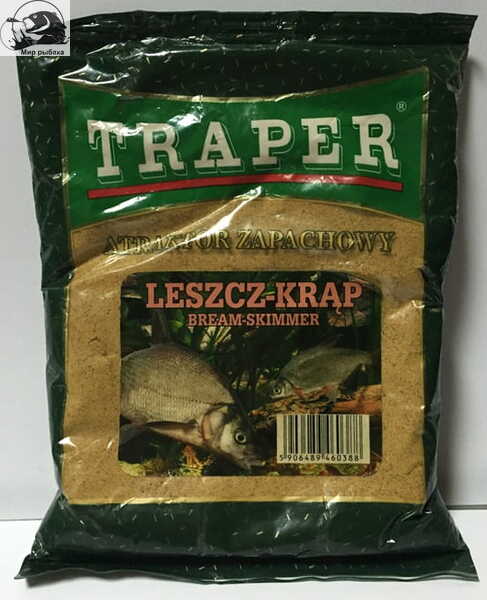 Мир рыбака
TRAPER®
ATRAKTOR ZAPACHOWY
LESZCZ-KRĄP
BREAM-SKIMMER
5 906489 460388